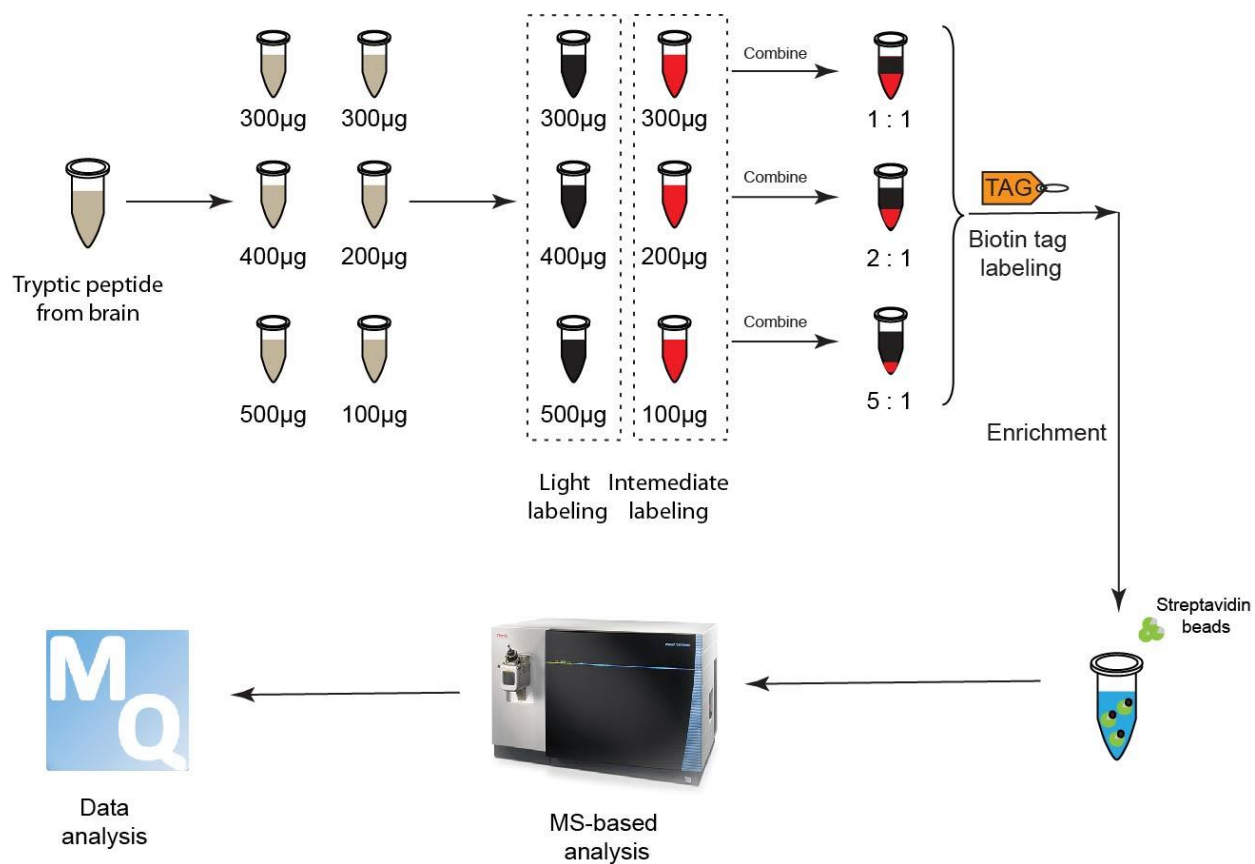 300µg 300µg 300µg 300µg Combine 1 : 1
Tryptic peptide
from brain
400µg 200µg 400µg 200µg Combine 2 : 1
TAG
Biotin tag
labeling
500µg 100µg 500µg 100µg Combine 5 : 1
Light
labeling
Intemediate
labeling
Enrichment
Streptavidin
beads
MQ
Data
analysis
MS-based
analysis